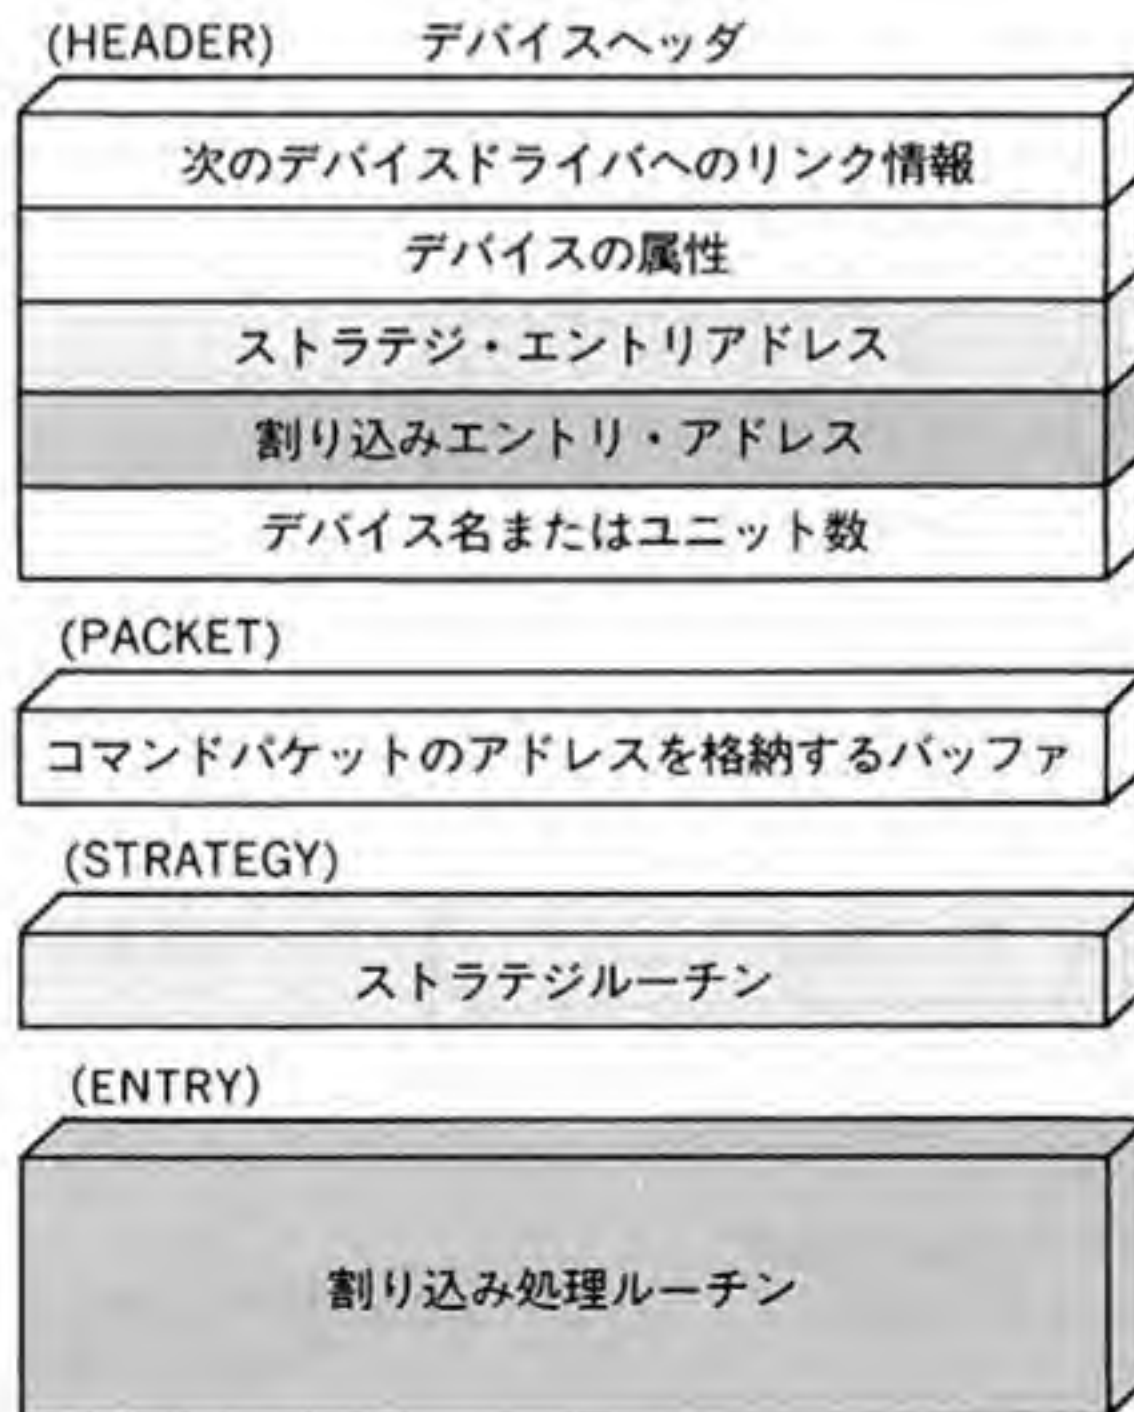 (HEADER) デバイスヘッダ
次のデバイスドライバへのリンク情報
デバイスの属性
ストラテジ・エントリアドレス
割り込みエントリ・アドレス
デバイス名またはユニット数
(PACKET)
コマンドパケットのアドレスを格納するバッファ
(STRATEGY)
ストラテジルーチン
(ENTRY)
割り込み処理ルーチン